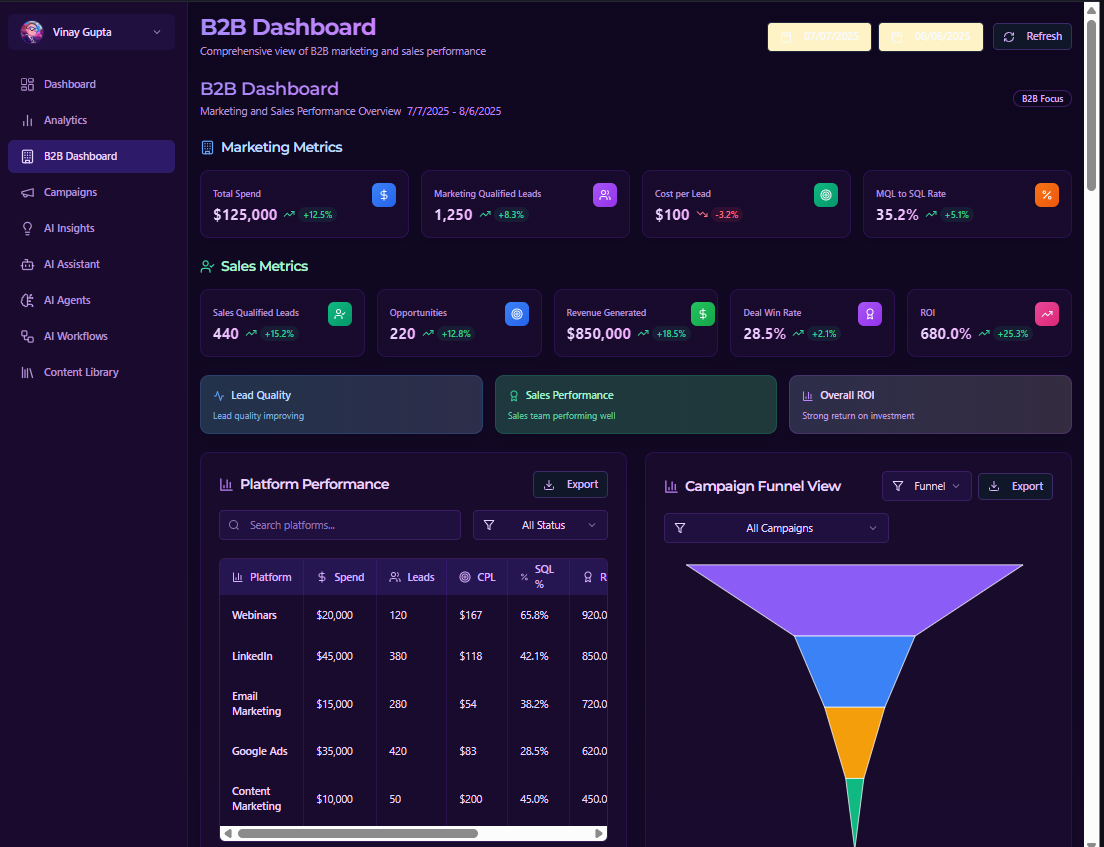 Vinay Gupta
Dashboard
Analytics
B2B Dashboard
Campaigns
AI Insights
AI Assistant
AI Agents
AI Workflows
Content Library
B2B Dashboard
Comprehensive view of B2B marketing and sales performance
07/07/2025
08/06/2025
Refresh
B2B Dashboard
Marketing and Sales Performance Overview 7/7/2025 - 8/6/2025
B2B Focus
Marketing Metrics
Total Spend
$125,000 +12.5%
Marketing Qualified Leads
1,250 +8.3%
Cost per Lead
$100 -3.2%
MQL to SQL Rate
35.2% +5.1%
Sales Metrics
Sales Qualified Leads
440 +15.2%
Opportunities
220 +12.8%
Revenue Generated
$850,000 +18.5%
Deal Win Rate
28.5% +2.1%
ROI
680.0% +25.3%
Lead Quality
Lead quality improving
Sales Performance
Sales team performing well
Overall ROI
Strong return on investment
Platform Performance
Export
Search platforms...
All Status
Platform Spend Leads CPL SQL % R
Webinars $20,000 120 $167 65.8% 920.0
LinkedIn $45,000 380 $118 42.1% 850.0
Email Marketing $15,000 280 $54 38.2% 720.0
Google Ads $35,000 420 $83 28.5% 620.0
Content Marketing $10,000 50 $200 45.0% 450.0
Campaign Funnel View
Funnel
Export
All Campaigns